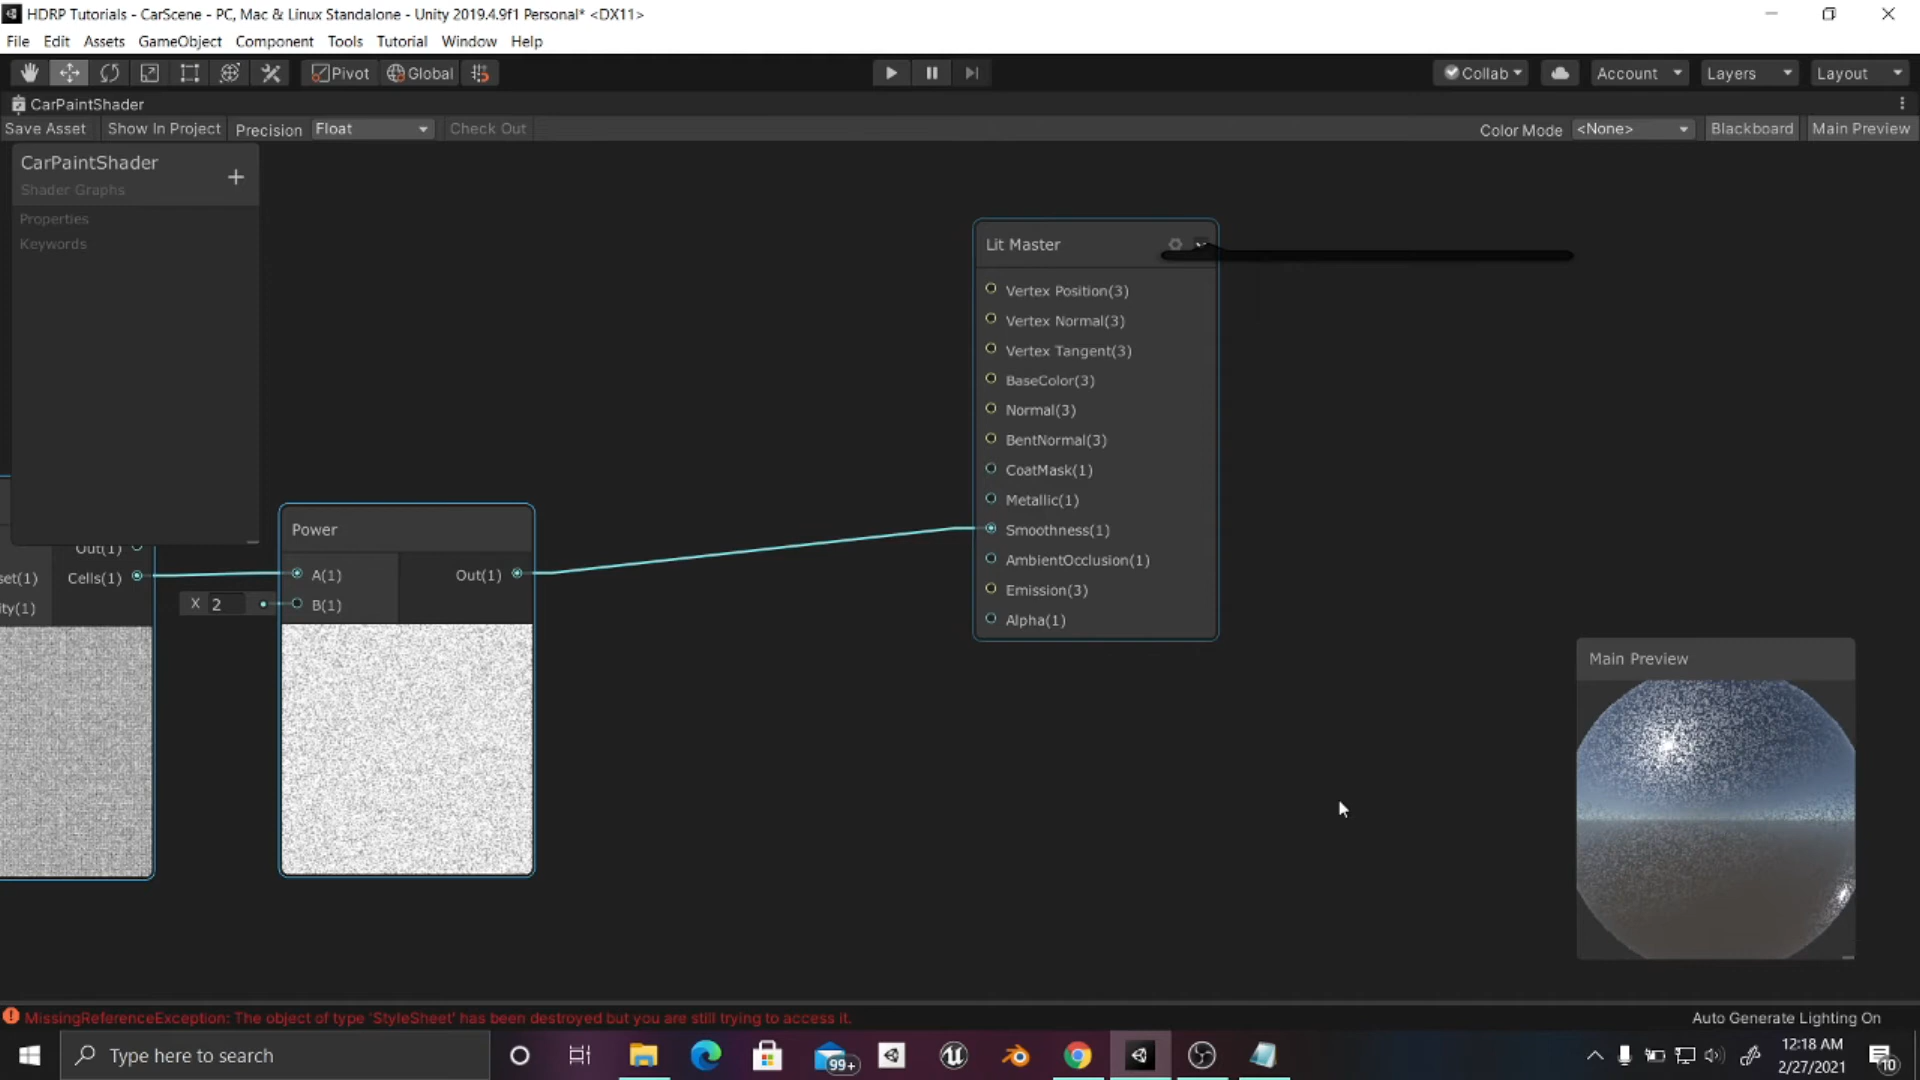 HDRP Tutorials - CarScene - PC, Mac & Linux Standalone - Unity 2019.4.9f1 Personal* <DX11>
File Edit Assets GameObject Component Tools Tutorial Window Help
Pivot Global Collab Account Layers Layout
CarPaintShader
Save Asset Show In Project Precision Float Check Out Color Mode <None> Blackboard Main Preview
CarPaintShader
Shader Graphs
Properties
Keywords
Lit Master
Vertex Position(3)
Vertex Normal(3)
Vertex Tangent(3)
BaseColor(3)
Normal(3)
BentNormal(3)
CoatMask(1)
Metallic(1)
Smoothness(1)
AmbientOcclusion(1)
Emission(3)
Alpha(1)
Out(1)
set(1) Cells(1)
ity(1)
Power
A(1) Out(1)
X 2 B(1)
Main Preview
MissingReferenceException: The object of type 'StyleSheet' has been destroyed but you are still trying to access it.
Auto Generate Lighting On
Type here to search
99+
12:18 AM
2/27/2021
10